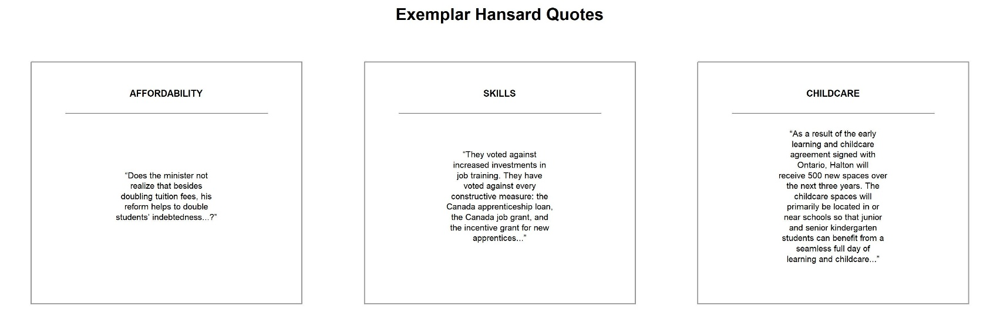 Exemplar Hansard Quotes
AFFORDABILITY
“Does the minister not
realize that besides
doubling tuition fees, his
reform helps to double
students’ indebtedness...?”
SKILLS
“They voted against
increased investments in
job training. They have
voted against every
constructive measure: the
Canada apprenticeship loan,
the Canada job grant, and
the incentive grant for new
apprentices...”
CHILDCARE
“As a result of the early
learning and childcare
agreement signed with
Ontario, Halton will
receive 500 new spaces over
the next three years. The
childcare spaces will
primarily be located in or
near schools so that junior
and senior kindergarten
students can benefit from a
seamless full day of
learning and childcare...”